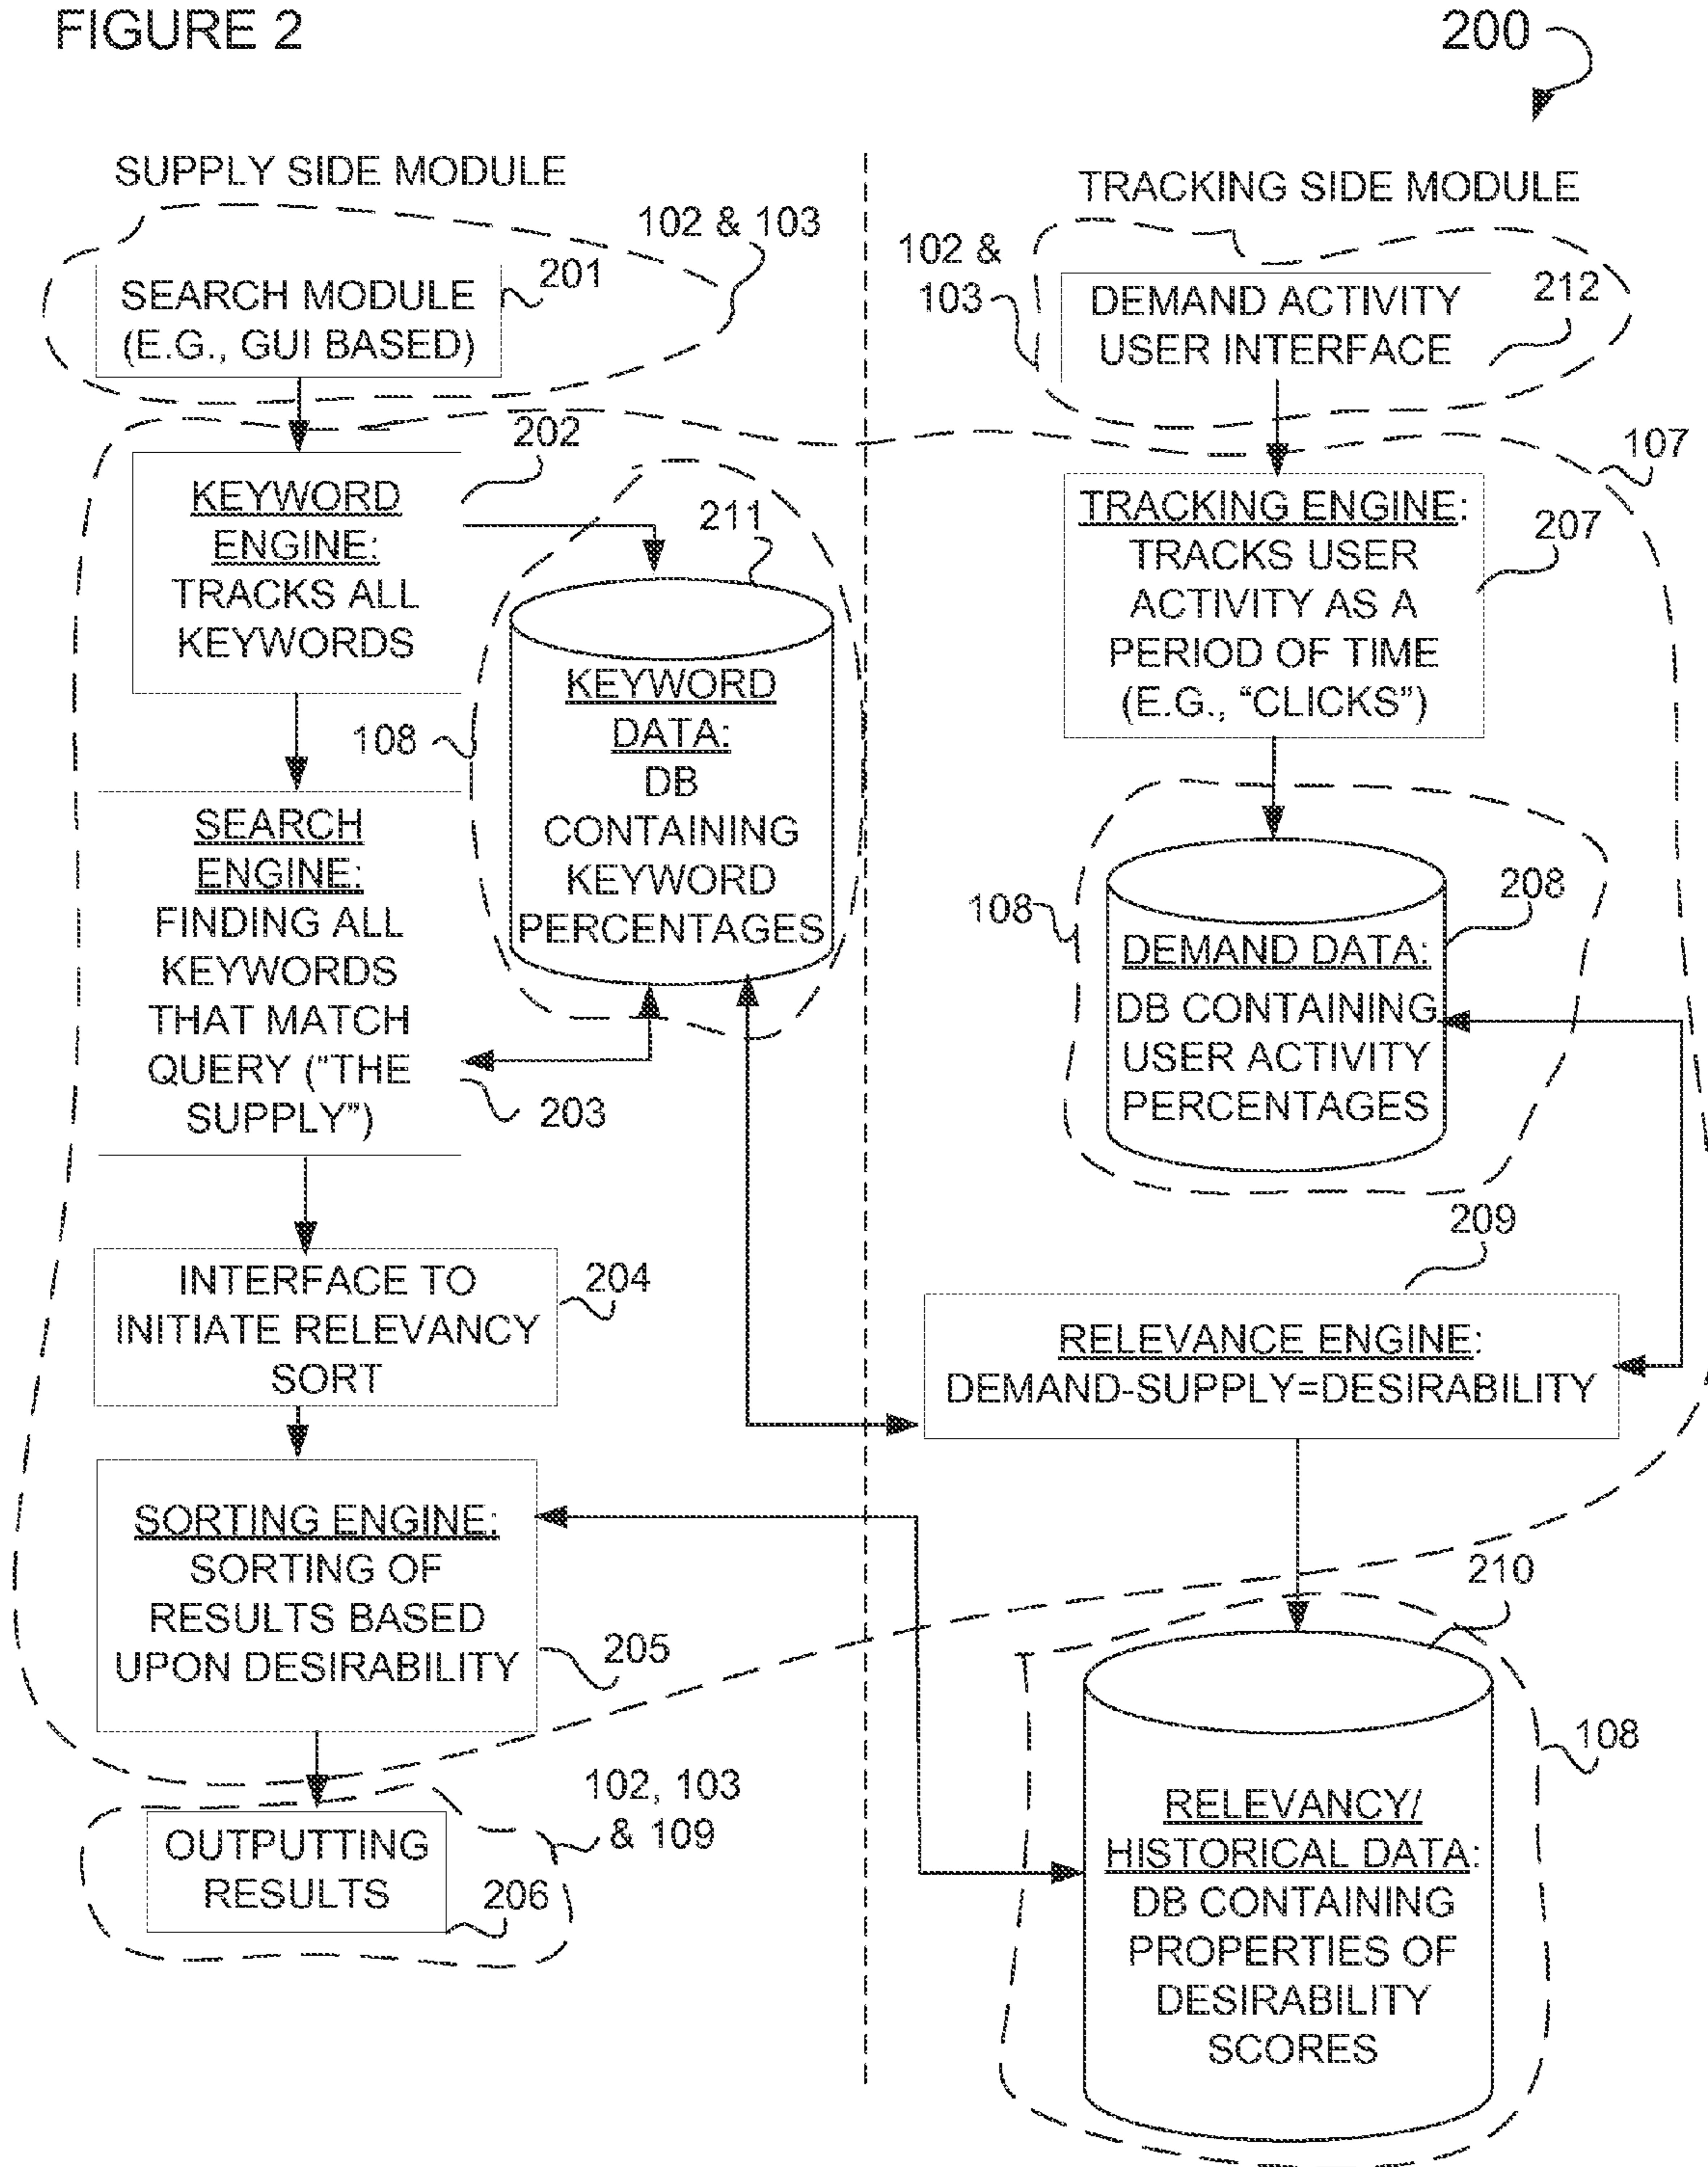 FIGURE 2
200
SUPPLY SIDE MODULE
102 & 103
SEARCH MODULE
(E.G., GUI BASED)
201
KEYWORD
ENGINE:
TRACKS ALL
KEYWORDS
202
211
KEYWORD
DATA:
DB
CONTAINING
KEYWORD
PERCENTAGES
108
SEARCH
ENGINE:
FINDING ALL
KEYWORDS
THAT MATCH
QUERY ("THE
SUPPLY")
203
INTERFACE TO
INITIATE RELEVANCY
SORT
204
SORTING ENGINE:
SORTING OF
RESULTS BASED
UPON DESIRABILITY
205
102, 103
& 109
OUTPUTTING
RESULTS
206
TRACKING SIDE MODULE
102 &
103
DEMAND ACTIVITY
USER INTERFACE
212
107
TRACKING ENGINE:
TRACKS USER
ACTIVITY AS A
PERIOD OF TIME
(E.G., “CLICKS”)
207
108
208
DEMAND DATA:
DB CONTAINING
USER ACTIVITY
PERCENTAGES
209
RELEVANCE ENGINE:
DEMAND-SUPPLY=DESIRABILITY
210
108
RELEVANCY/
HISTORICAL DATA:
DB CONTAINING
PROPERTIES OF
DESIRABILITY
SCORES